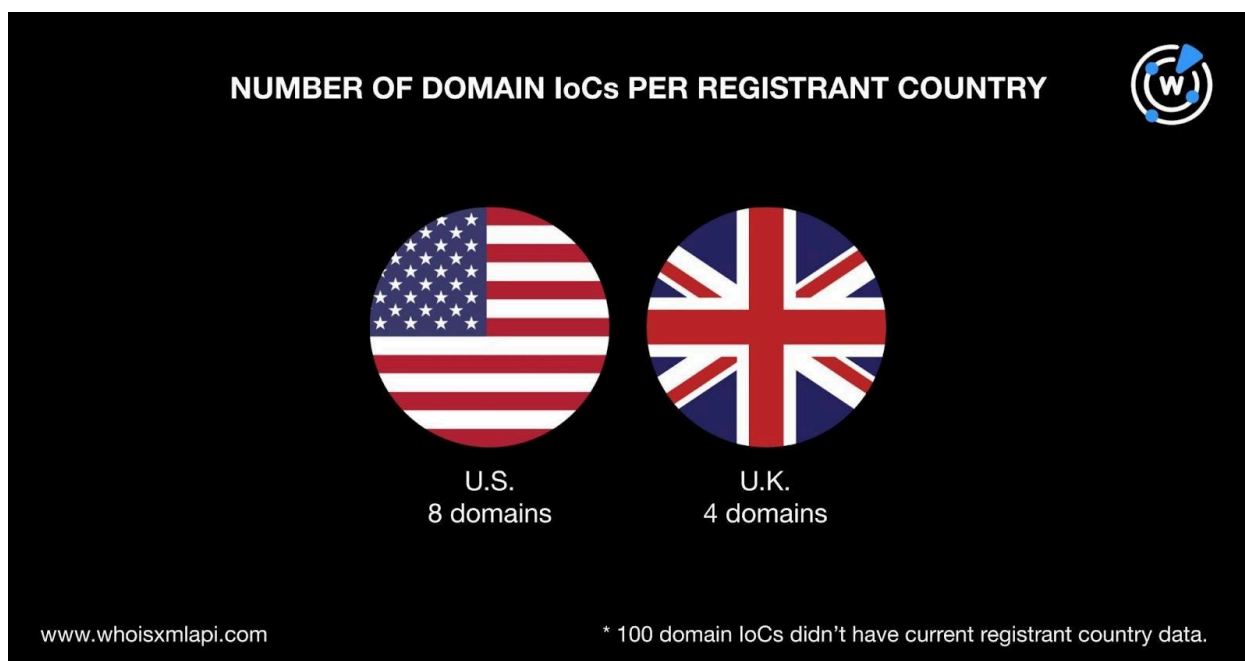 NUMBER OF DOMAIN IoCs PER REGISTRANT COUNTRY
W
U.S.
8 domains
U.K.
4 domains
www.whoisxmlapi.com
* 100 domain IoCs didn’t have current registrant country data.